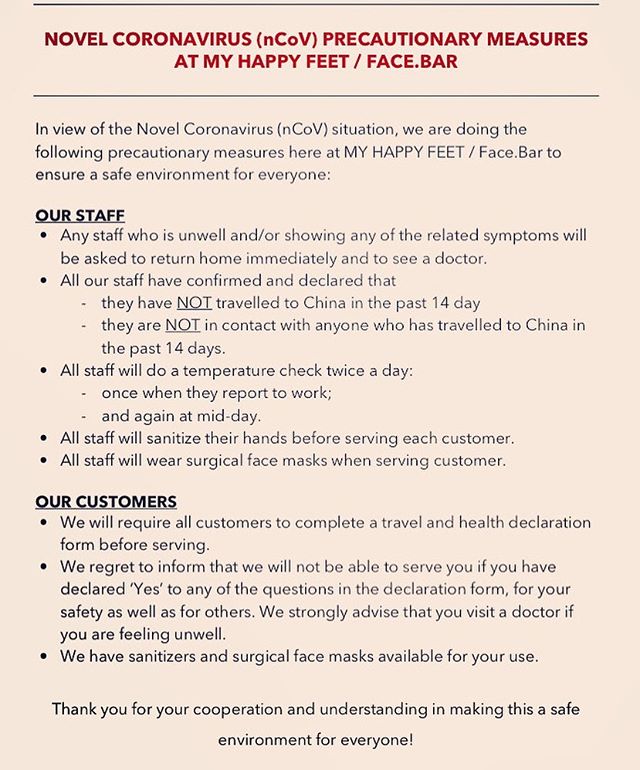 NOVEL CORONAVIRUS (nCoV) PRECAUTIONARY MEASURES
AT MY HAPPY FEET / FACE.BAR
In view of the Novel Coronavirus (nCoV) situation, we are doing the
following precautionary measures here at MY HAPPY FEET / Face.Bar to
ensure a safe environment for everyone:
OUR STAFF
• Any staff who is unwell and/or showing any of the related symptoms will
be asked to return home immediately and to see a doctor.
• All our staff have confirmed and declared that
- they have NOT travelled to China in the past 14 day
- they are NOT in contact with anyone who has travelled to China in
the past 14 days.
• All staff will do a temperature check twice a day:
- once when they report to work;
- and again at mid-day.
• All staff will sanitize their hands before serving each customer.
• All staff will wear surgical face masks when serving customer.
OUR CUSTOMERS
• We will require all customers to complete a travel and health declaration
form before serving.
• We regret to inform that we will not be able to serve you if you have
declared ‘Yes’ to any of the questions in the declaration form, for your
safety as well as for others. We strongly advise that you visit a doctor if
you are feeling unwell.
• We have sanitizers and surgical face masks available for your use.
Thank you for your cooperation and understanding in making this a safe
environment for everyone!